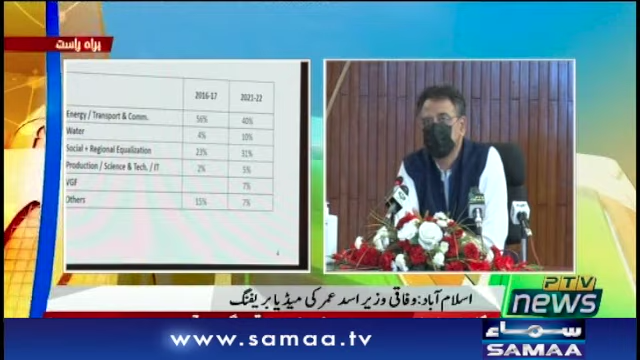 براہ راست
2016-17 2021-22
Energy / Transport & Comm. 56% 40%
Water 4% 10%
Social + Regional Equalization 23% 31%
Production / Science & Tech. / IT 2% 5%
VGF 7%
Others 15% 7%
اسلام آباد: وفاقی وزیر اسد عمر کی میڈیا بریفنگ
PTV
news
www.samaa.tv
سماء
SAMAA